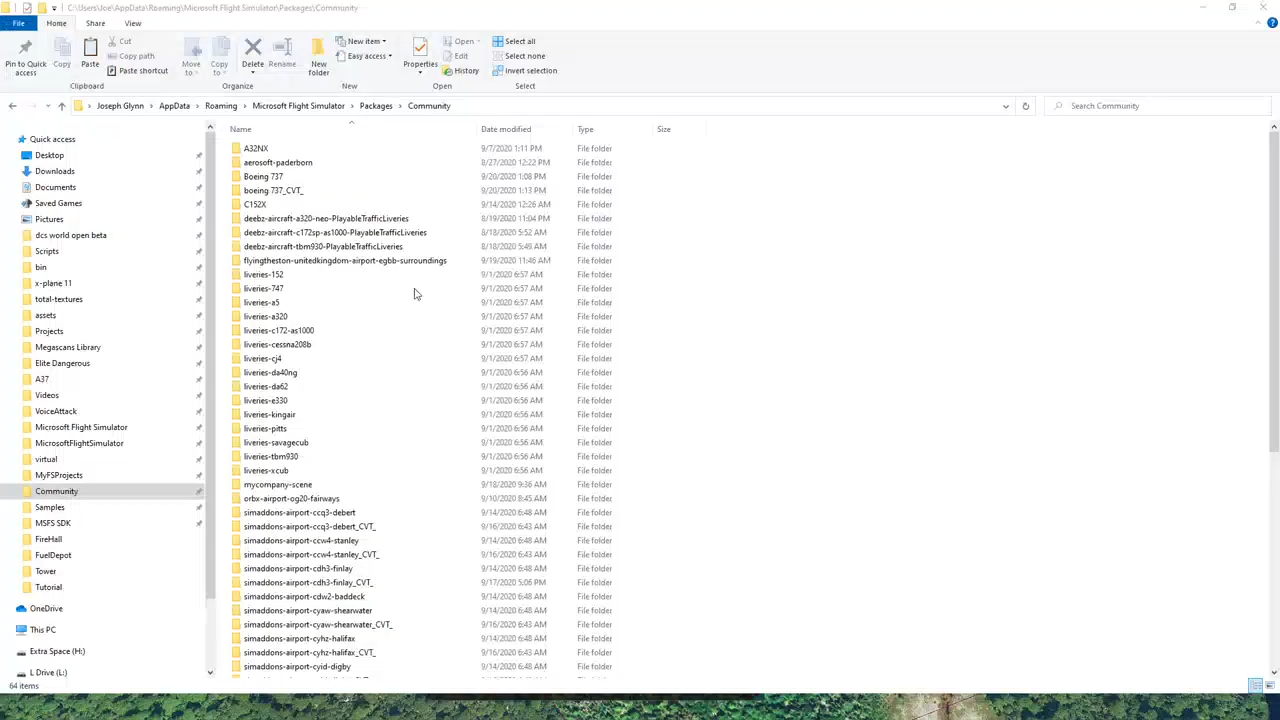 C:\Users\Joe\AppData\Roaming\Microsoft Flight Simulator\Packages\Community
File Home Share View
Pin to Quick access
Copy
Paste
Cut
Copy path
Paste shortcut
Clipboard
Move to
Copy to
Delete
Rename
Organize
New folder
New item
Easy access
New
Properties
Open
Edit
History
Open
Select all
Select none
Invert selection
Select
Joseph Glynn > AppData > Roaming > Microsoft Flight Simulator > Packages > Community
Search Community
Quick access
Desktop
Downloads
Documents
Saved Games
Pictures
dcs world open beta
Scripts
bin
x-plane 11
total-textures
assets
Projects
Megascans Library
Elite Dangerous
A37
Videos
VoiceAttack
Microsoft Flight Simulator
MicrosoftFlightSimulator
virtual
MyFSProjects
Community
Samples
MSFS SDK
FireHall
FuelDepot
Tower
Tutorial
OneDrive
This PC
Extra Space (H:)
L Drive (L:)
Name Date modified Type Size
A32NX 9/7/2020 1:11 PM File folder
aerosoft-paderborn 8/27/2020 12:22 PM File folder
Boeing 737 9/20/2020 1:08 PM File folder
boeing 737_CVT_ 9/20/2020 1:13 PM File folder
C152X 9/14/2020 12:26 AM File folder
deebz-aircraft-a320-neo-PlayableTrafficLiveries 8/19/2020 11:04 PM File folder
deebz-aircraft-c172sp-as1000-PlayableTrafficLiveries 8/18/2020 5:52 AM File folder
deebz-aircraft-tbm930-PlayableTrafficLiveries 8/18/2020 5:49 AM File folder
flyingtheston-unitedkingdom-airport-egbb-surroundings 9/19/2020 11:46 AM File folder
liveries-152 9/1/2020 6:57 AM File folder
liveries-747 9/1/2020 6:57 AM File folder
liveries-a5 9/1/2020 6:57 AM File folder
liveries-a320 9/1/2020 6:57 AM File folder
liveries-c172-as1000 9/1/2020 6:57 AM File folder
liveries-cessna208b 9/1/2020 6:57 AM File folder
liveries-cj4 9/1/2020 6:57 AM File folder
liveries-da40ng 9/1/2020 6:56 AM File folder
liveries-da62 9/1/2020 6:56 AM File folder
liveries-e330 9/1/2020 6:56 AM File folder
liveries-kingair 9/1/2020 6:56 AM File folder
liveries-pitts 9/1/2020 6:56 AM File folder
liveries-savagecub 9/1/2020 6:56 AM File folder
liveries-tbm930 9/1/2020 6:56 AM File folder
liveries-xcub 9/1/2020 6:56 AM File folder
mycompany-scene 9/18/2020 9:36 AM File folder
orbx-airport-og20-fairways 9/10/2020 8:45 AM File folder
simaddons-airport-ccq3-debert 9/14/2020 6:48 AM File folder
simaddons-airport-ccq3-debert_CVT_ 9/16/2020 6:43 AM File folder
simaddons-airport-ccw4-stanley 9/14/2020 6:48 AM File folder
simaddons-airport-ccw4-stanley_CVT_ 9/16/2020 6:43 AM File folder
simaddons-airport-cdh3-finlay 9/14/2020 6:48 AM File folder
simaddons-airport-cdh3-finlay_CVT_ 9/17/2020 5:06 PM File folder
simaddons-airport-cdw2-baddeck 9/14/2020 6:48 AM File folder
simaddons-airport-cyaw-shearwater 9/14/2020 6:48 AM File folder
simaddons-airport-cyaw-shearwater_CVT_ 9/16/2020 6:43 AM File folder
simaddons-airport-cyhz-halifax 9/14/2020 6:48 AM File folder
simaddons-airport-cyhz-halifax_CVT_ 9/16/2020 6:43 AM File folder
simaddons-airport-cyid-digby 9/14/2020 6:48 AM File folder
64 items